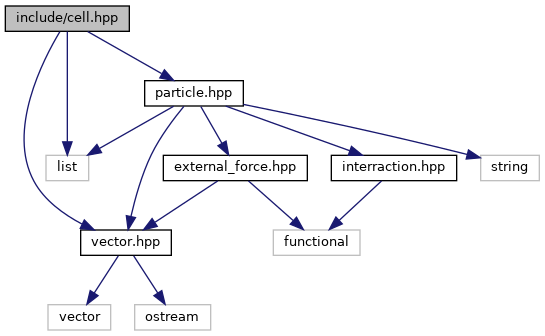 include/cell.hpp
particle.hpp
list
external_force.hpp
interraction.hpp
string
vector.hpp
functional
vector
ostream